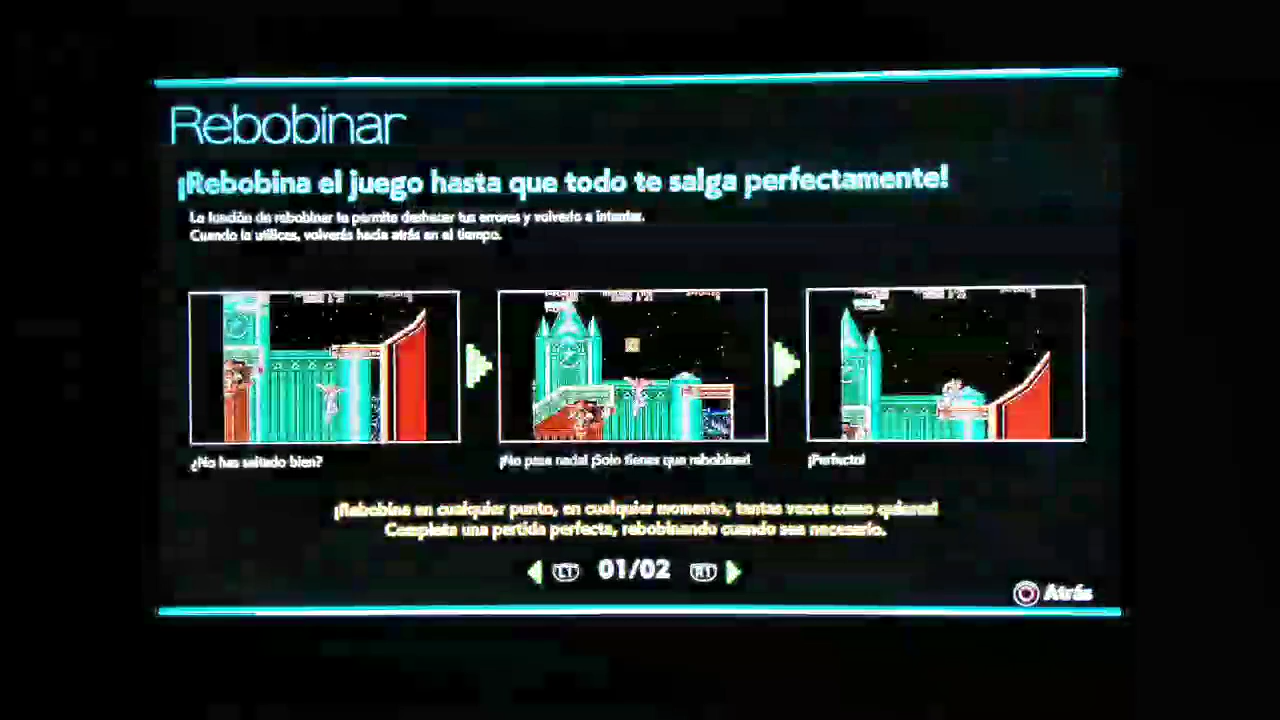 Rebobinar
¡Rebobina el juego hasta que todo te salga perfectamente!
La función de rebobinar te permite deshacer tus errores y volverlo a intentar.
Cuando la utilices, volverás hacia atrás en el tiempo.
¿No has saltado bien?
¡No pasa nada! ¡Solo tienes que rebobinar!
¡Perfecto!
¡Rebobina en cualquier punto, en cualquier momento, tantas veces como quieras!
Completa una partida perfecta, rebobinando cuando sea necesario.
L1 01/02 R1
Atrás